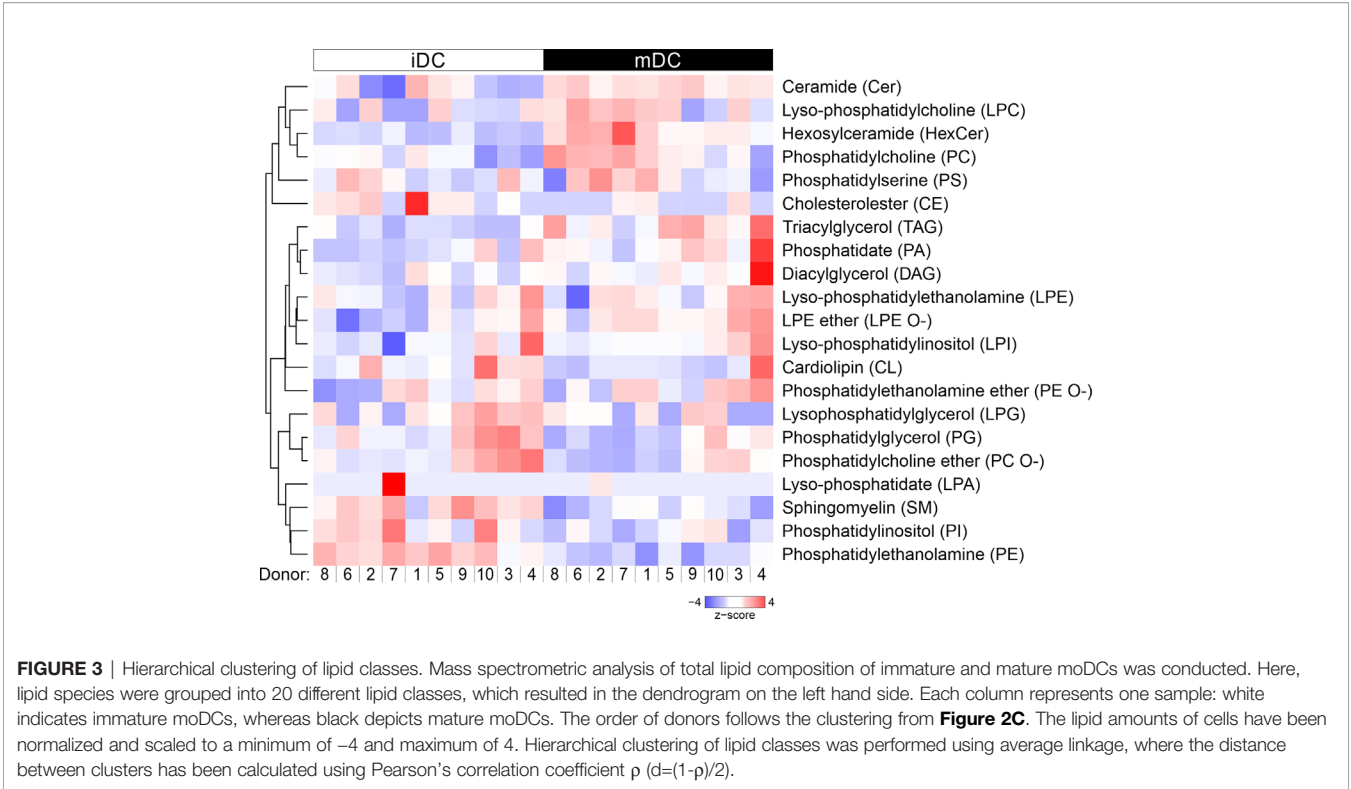 iDC mDC
Ceramide (Cer)
Lyso-phosphatidylcholine (LPC)
Hexosylceramide (HexCer)
Phosphatidylcholine (PC)
Phosphatidylserine (PS)
Cholesterolester (CE)
Triacylglycerol (TAG)
Phosphatidate (PA)
Diacylglycerol (DAG)
Lyso-phosphatidylethanolamine (LPE)
LPE ether (LPE O-)
Lyso-phosphatidylinositol (LPI)
Cardiolipin (CL)
Phosphatidylethanolamine ether (PE O-)
Lysophosphatidylglycerol (LPG)
Phosphatidylglycerol (PG)
Phosphatidylcholine ether (PC O-)
Lyso-phosphatidate (LPA)
Sphingomyelin (SM)
Phosphatidylinositol (PI)
Phosphatidylethanolamine (PE)
Donor: 8 6 2 7 1 5 9 10 3 4 8 6 2 7 1 5 9 10 3 4
−4 4
z−score
FIGURE 3 | Hierarchical clustering of lipid classes. Mass spectrometric analysis of total lipid composition of immature and mature moDCs was conducted. Here,
lipid species were grouped into 20 different lipid classes, which resulted in the dendrogram on the left hand side. Each column represents one sample: white
indicates immature moDCs, whereas black depicts mature moDCs. The order of donors follows the clustering from Figure 2C. The lipid amounts of cells have been
normalized and scaled to a minimum of −4 and maximum of 4. Hierarchical clustering of lipid classes was performed using average linkage, where the distance
between clusters has been calculated using Pearson's correlation coefficient ρ (d=(1-ρ)/2).